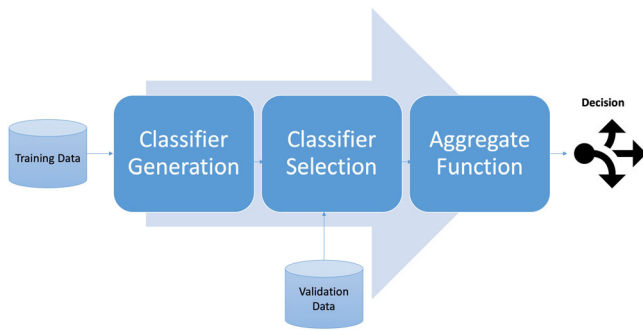 Training Data
Classifier
Generation
Classifier
Selection
Aggregate
Function
Decision
Validation
Data